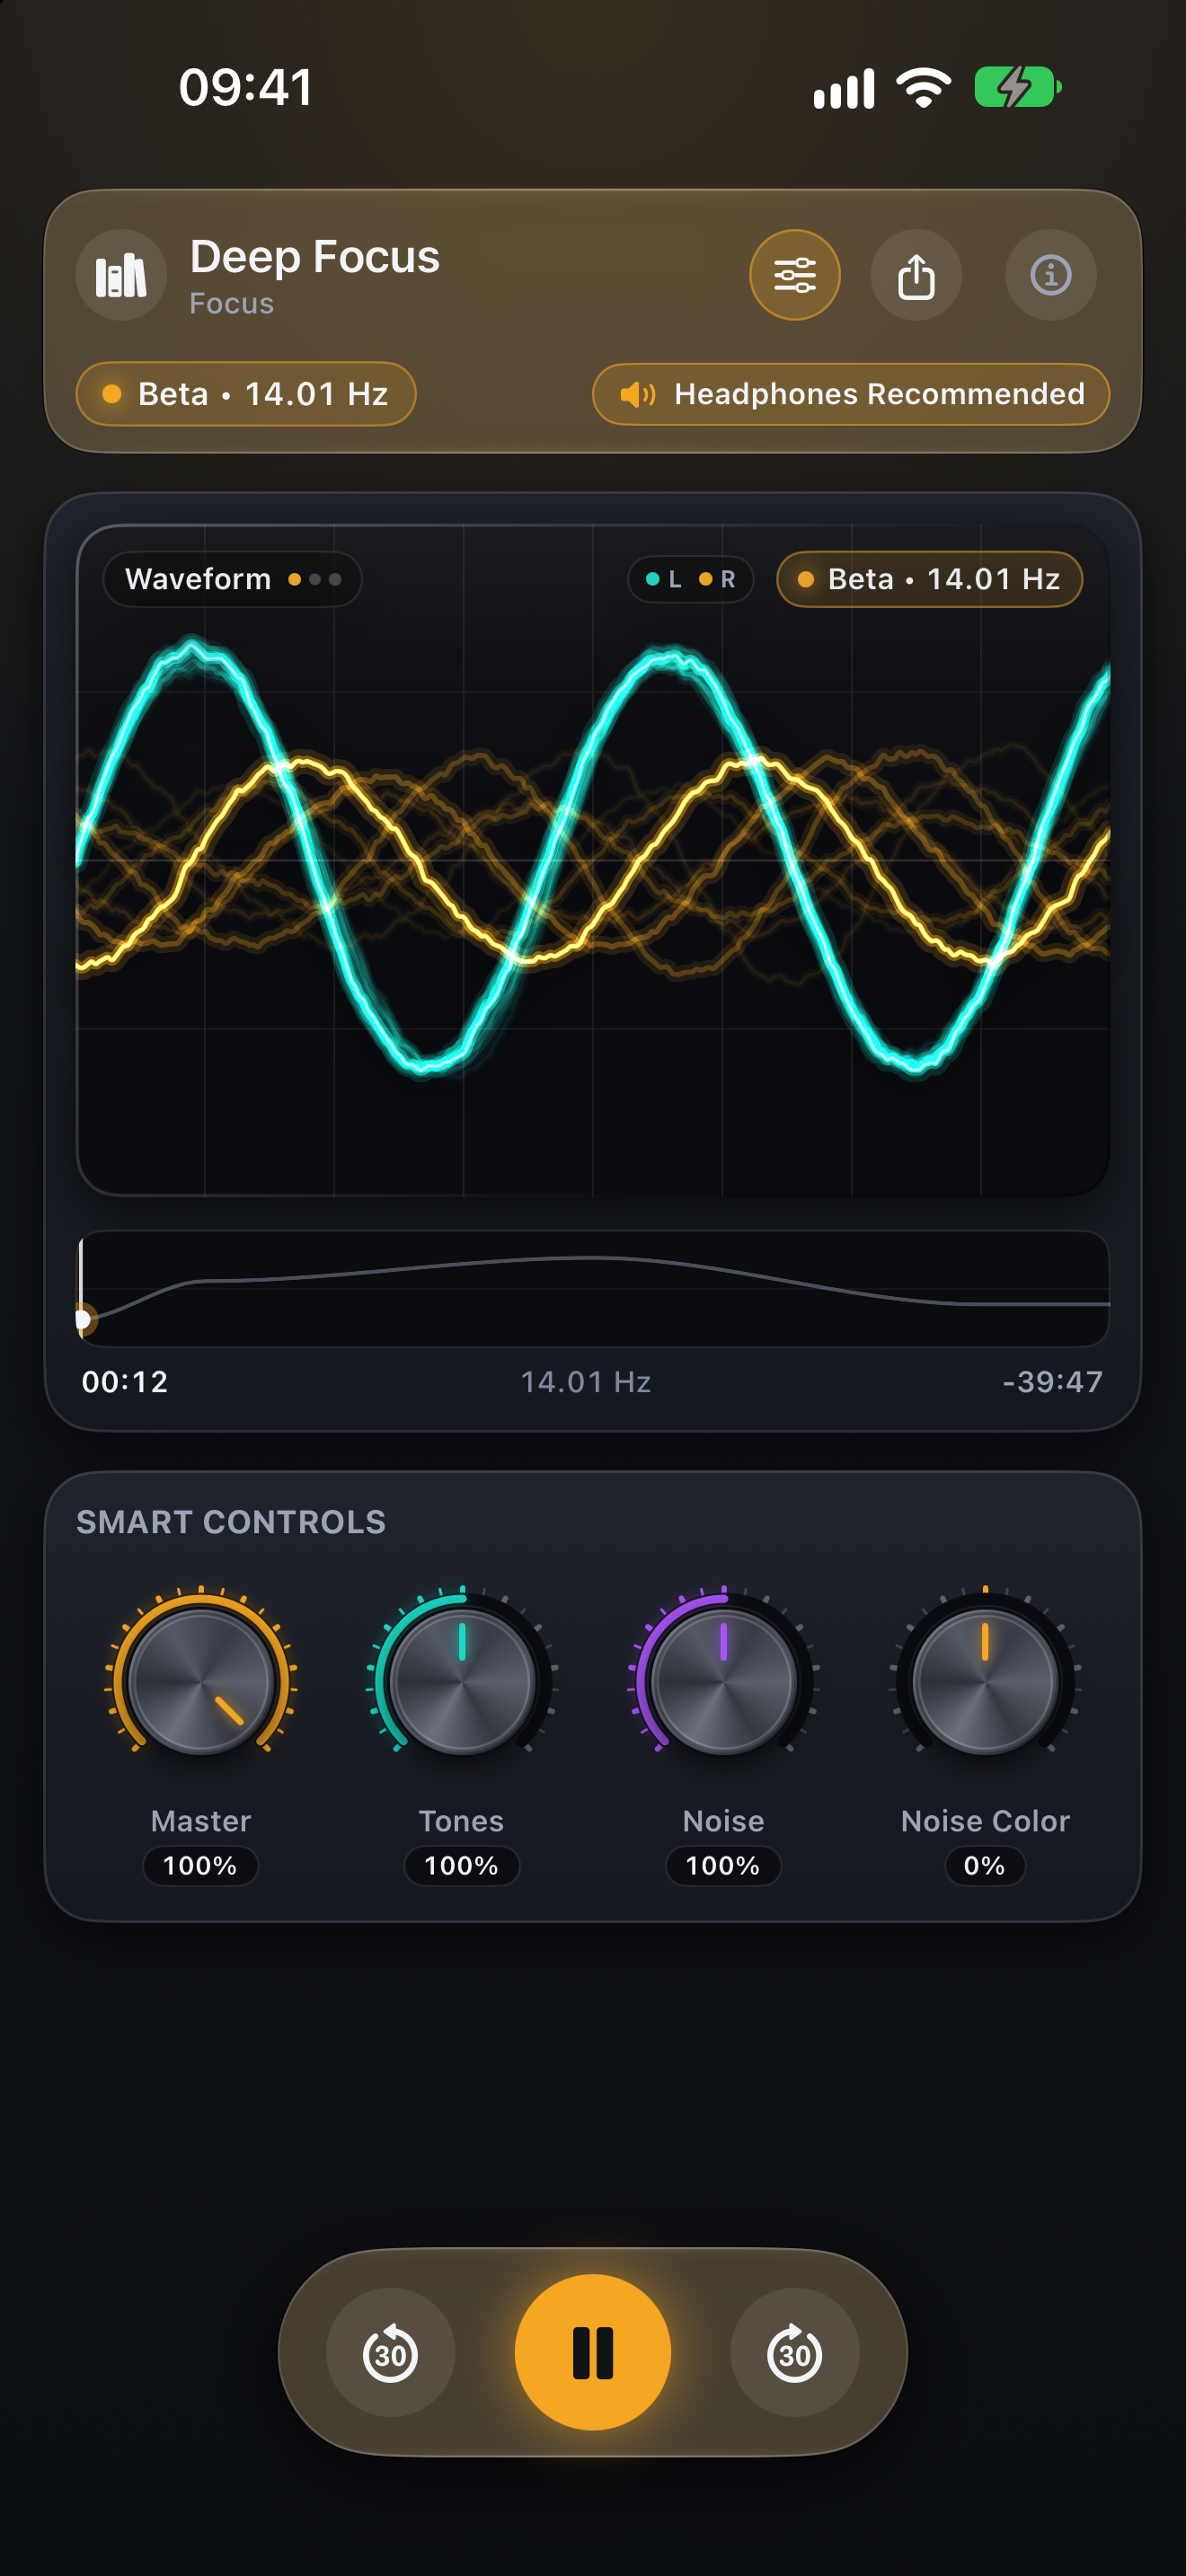 09:41
Deep Focus
Focus
Beta • 14.01 Hz
Headphones Recommended
Waveform
L R
Beta • 14.01 Hz
00:12
14.01 Hz
-39:47
SMART CONTROLS
Master
Tones
Noise
Noise Color
100%
100%
100%
0%
30
30